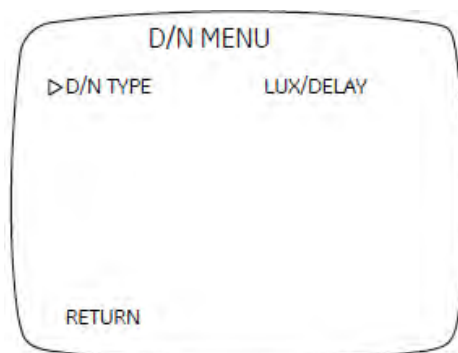 D/N MENU
▷D/N TYPE LUX/DELAY
RETURN